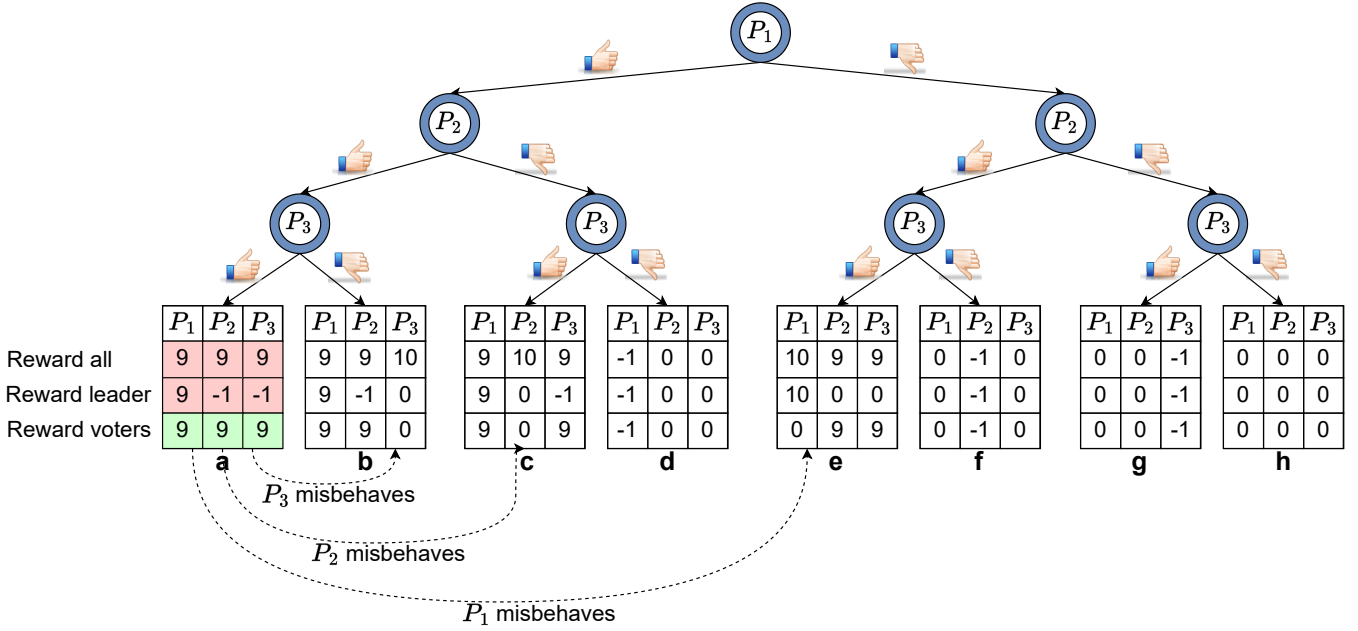 P1
P2 P2
P3 P3 P3 P3
P1 P2 P3 P1 P2 P3 P1 P2 P3 P1 P2 P3 P1 P2 P3 P1 P2 P3 P1 P2 P3 P1 P2 P3
Reward all 9 9 9 9 9 10 9 10 9 -1 0 0 10 9 9 0 -1 0 0 0 -1 0 0 0
Reward leader 9 -1 -1 9 -1 0 9 0 -1 -1 0 0 10 0 0 0 -1 0 0 0 -1 0 0 0
Reward voters 9 9 9 9 9 0 9 0 9 -1 0 0 0 9 9 0 -1 0 0 0 -1 0 0 0
a b c d e f g h
P3 misbehaves
P2 misbehaves
P1 misbehaves